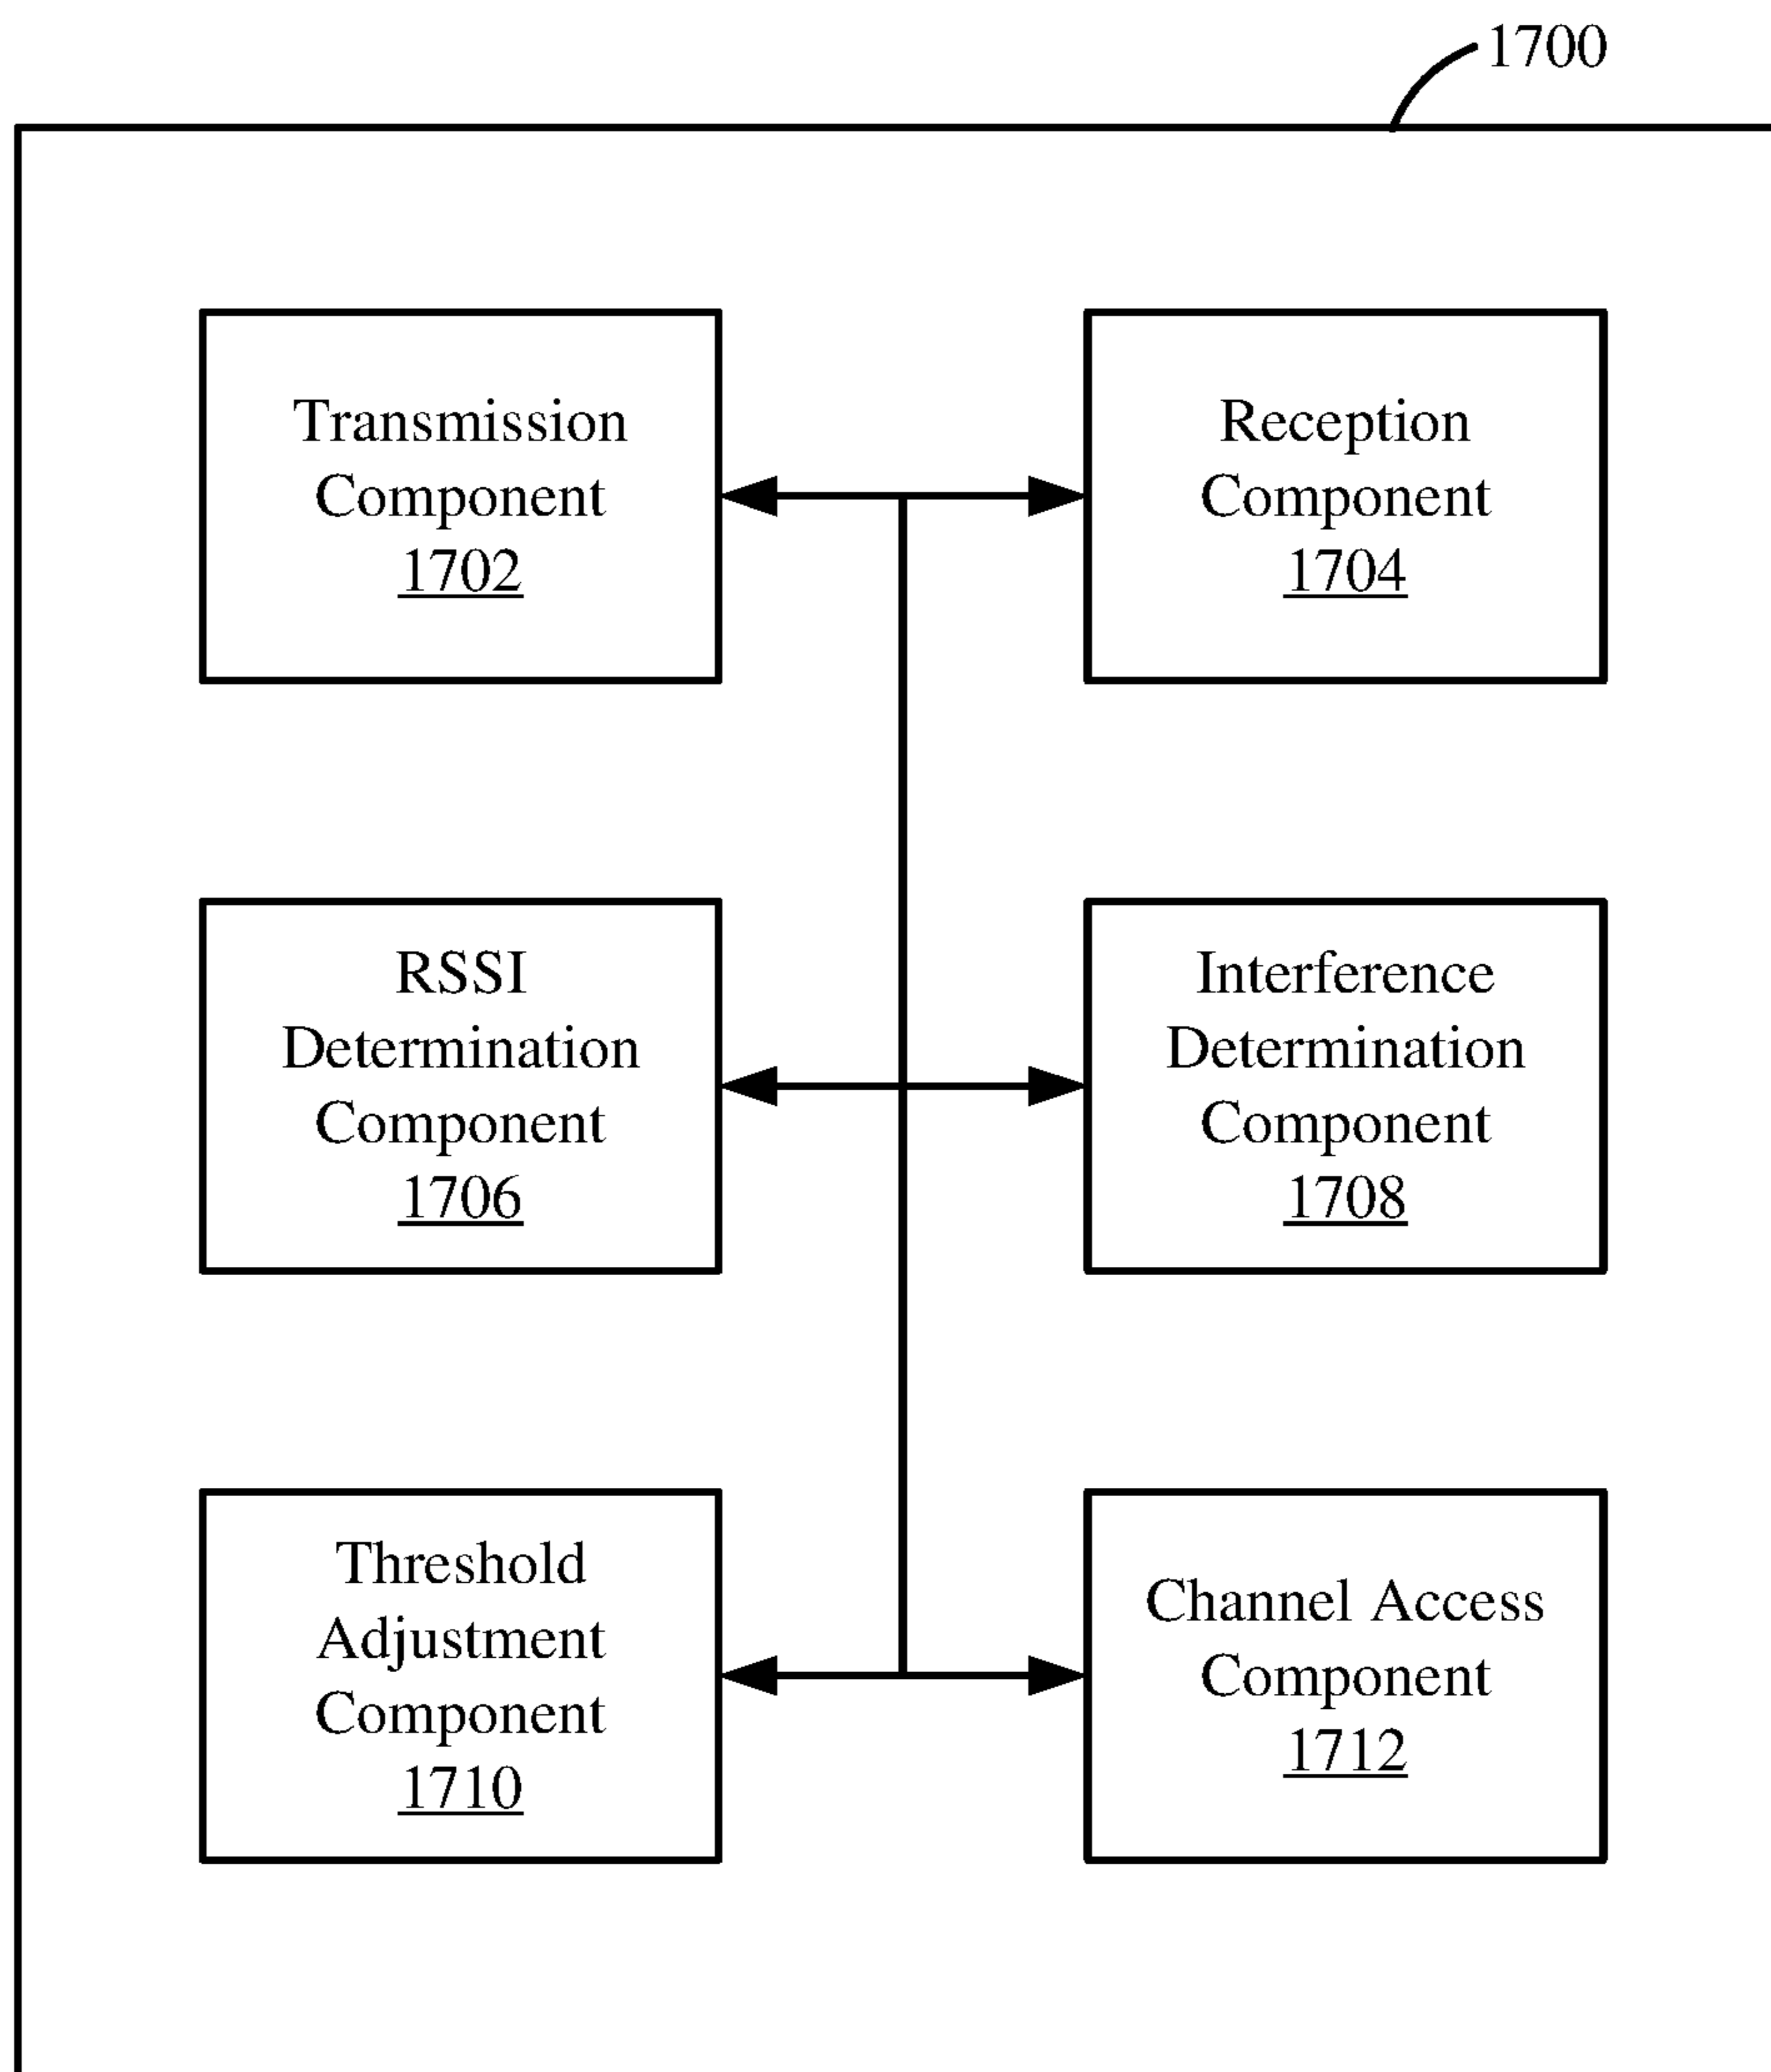 1700
Transmission
Component
1702
Reception
Component
1704
RSSI
Determination
Component
1706
Interference
Determination
Component
1708
Threshold
Adjustment
Component
1710
Channel Access
Component
1712